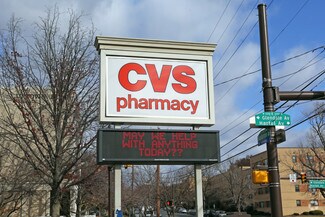 CVS
pharmacy
MAY WE HELP
WITH ANYTHING
TODAY??